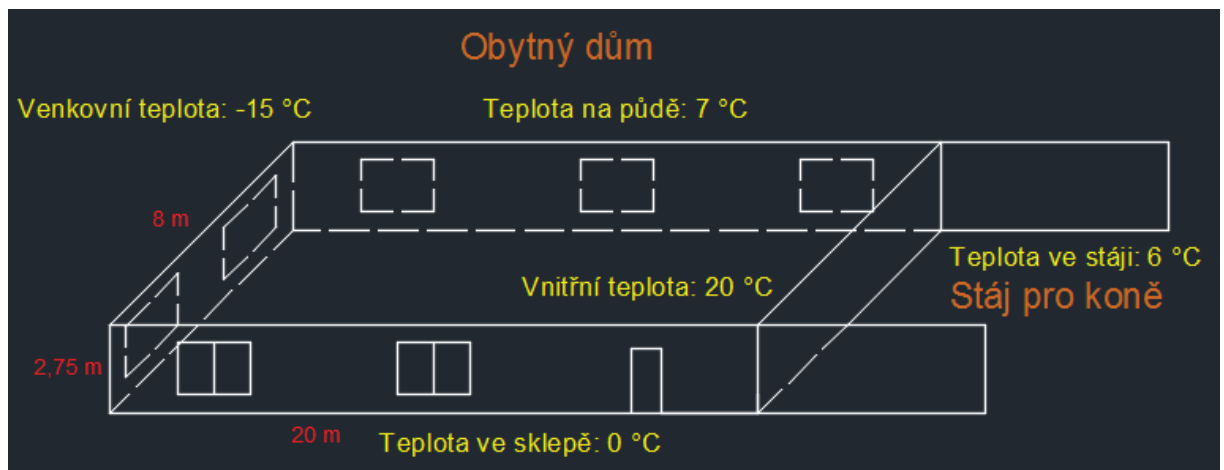 Obytný dům
Venkovní teplota: -15 °C
Teplota na půdě: 7 °C
8 m
Teplota ve stáji: 6 °C
Vnitřní teplota: 20 °C
Stáj pro koně
2,75 m
20 m
Teplota ve sklepě: 0 °C